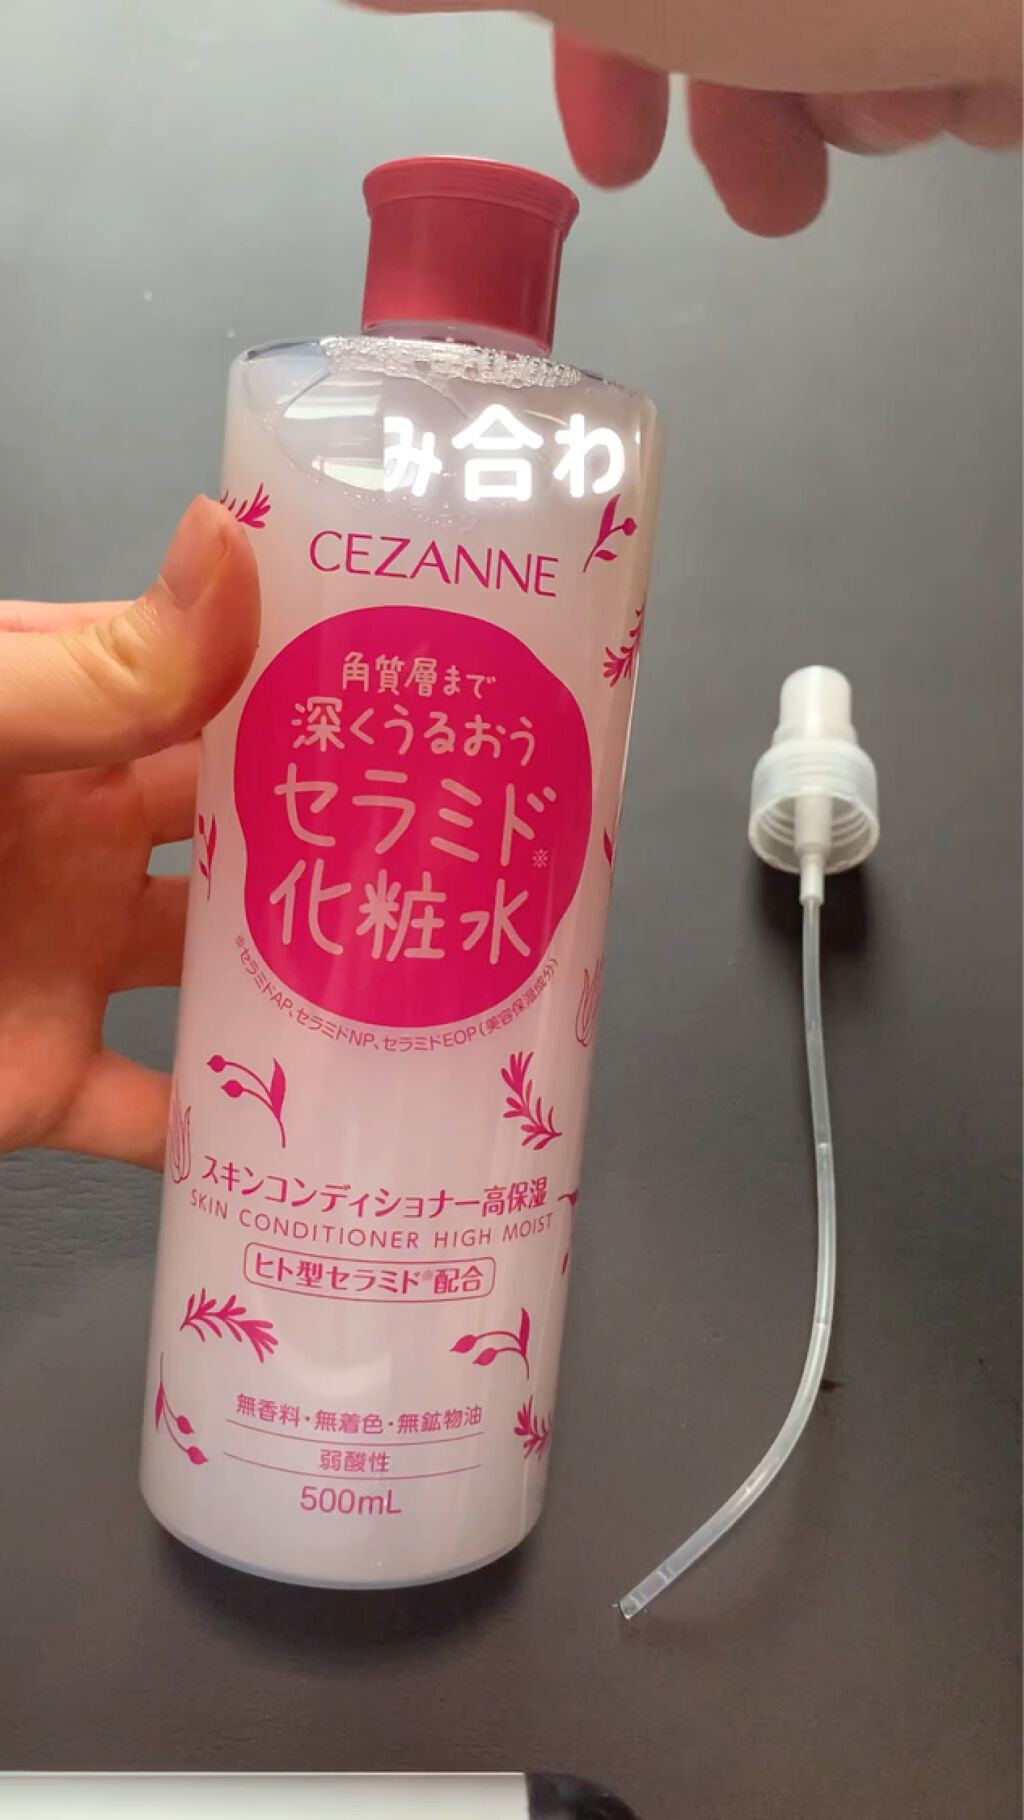 み合わ
CEZANNE
角質層まで
深くうるおう
セラミド
化粧水※
※セラミドAP、セラミドNP、セラミドEOP(美容保湿成分)
スキンコンディショナー高保湿
SKIN CONDITIONER HIGH MOIST
ヒト型セラミド※配合
無香料・無着色・無鉱物油
弱酸性
500mL